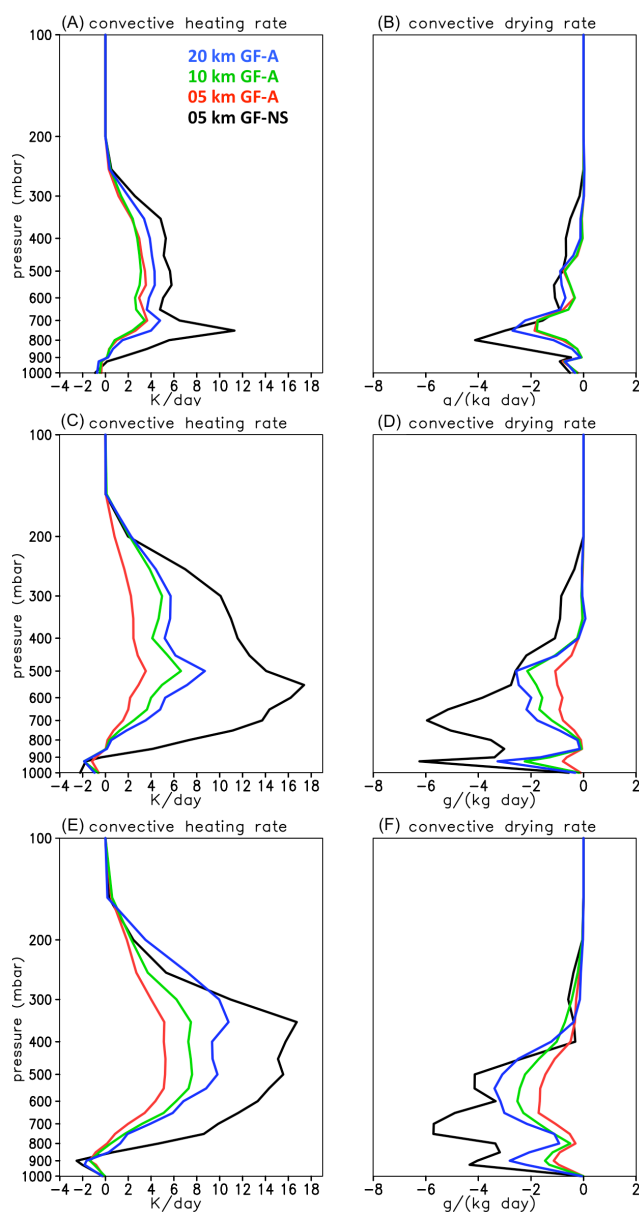 (A) convective heating rate
(B) convective drying rate
20 km GF-A
10 km GF-A
05 km GF-A
05 km GF-NS
pressure (mbar)
100
200
300
400
500
600
700
800
900
1000
-4 -2 0 2 4 6 8 10 12 14 16 18
K/day
-8 -6 -4 -2 0 2
g/(kg day)
(C) convective heating rate
(D) convective drying rate
pressure (mbar)
100
200
300
400
500
600
700
800
900
1000
-4 -2 0 2 4 6 8 10 12 14 16 18
K/day
-8 -6 -4 -2 0 2
g/(kg day)
(E) convective heating rate
(F) convective drying rate
pressure (mbar)
100
200
300
400
500
600
700
800
900
1000
-4 -2 0 2 4 6 8 10 12 14 16 18
K/day
-8 -6 -4 -2 0 2
g/(kg day)